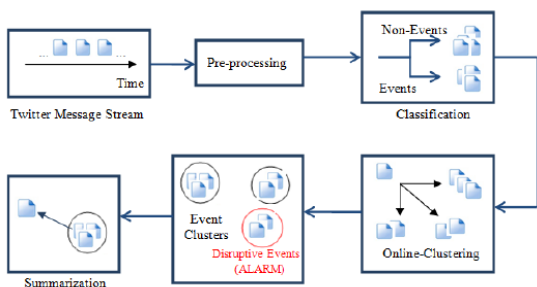 ... ...
Time
Twitter Message Stream
Pre-processing
Non-Events
Events
Classification
Online-Clustering
Event
Clusters
Disruptive Events
(ALARM)
Summarization